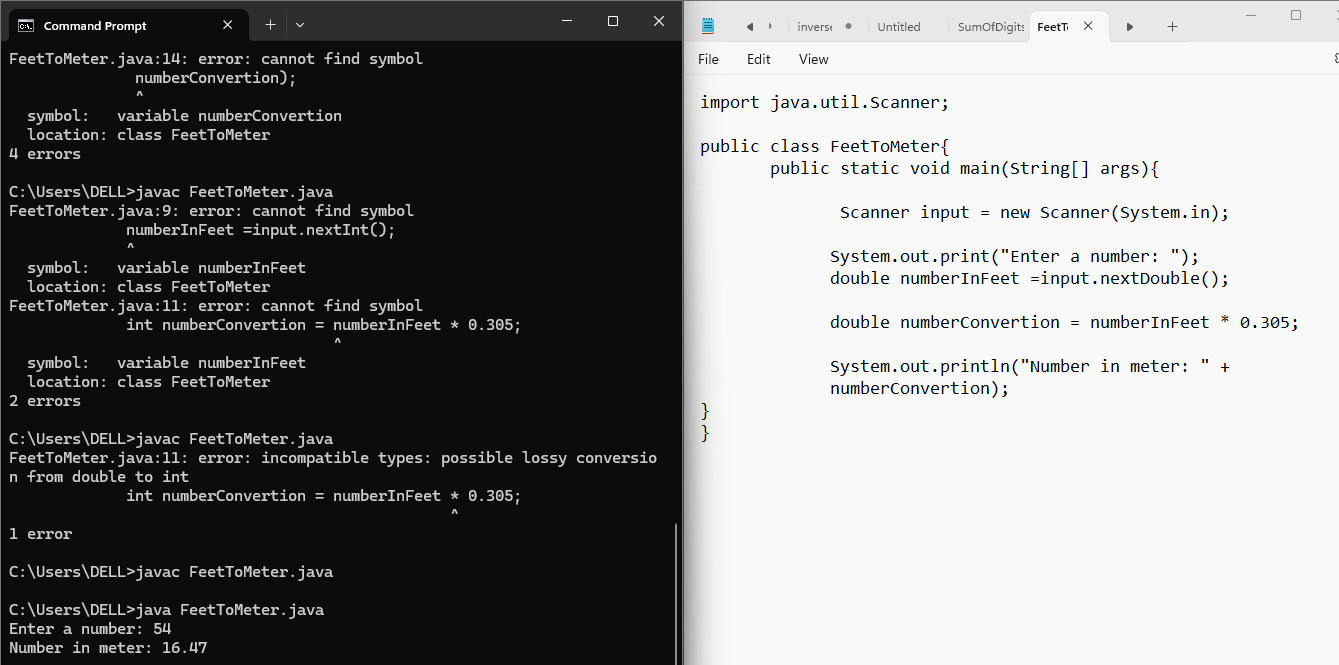 Command Prompt
FeetToMeter.java:14: error: cannot find symbol
numberConvertion);
^
symbol:   variable numberConvertion
location: class FeetToMeter
4 errors
C:\Users\DELL>javac FeetToMeter.java
FeetToMeter.java:9: error: cannot find symbol
numberInFeet =input.nextInt();
^
symbol:   variable numberInFeet
location: class FeetToMeter
FeetToMeter.java:11: error: cannot find symbol
int numberConvertion = numberInFeet * 0.305;
^
symbol:   variable numberInFeet
location: class FeetToMeter
2 errors
C:\Users\DELL>javac FeetToMeter.java
FeetToMeter.java:11: error: incompatible types: possible lossy conversio
n from double to int
int numberConvertion = numberInFeet * 0.305;
^
1 error
C:\Users\DELL>javac FeetToMeter.java
C:\Users\DELL>java FeetToMeter.java
Enter a number: 54
Number in meter: 16.47
inverse Untitled SumOfDigits FeetTo
File Edit View
import java.util.Scanner;
public class FeetToMeter{
public static void main(String[] args){
Scanner input = new Scanner(System.in);
System.out.print("Enter a number: ");
double numberInFeet =input.nextDouble();
double numberConvertion = numberInFeet * 0.305;
System.out.println("Number in meter: " +
numberConvertion);
}
}